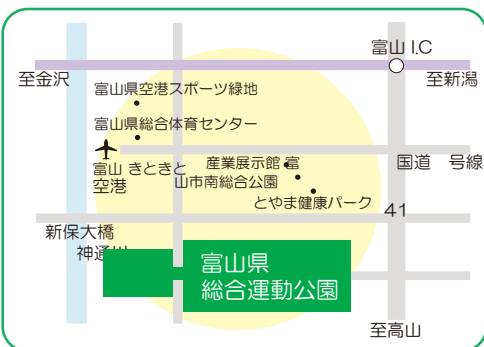 富山 I.C
至金沢
至新潟
富山県空港スポーツ緑地
富山県総合体育センター
富山 きときと
空港
産業展示館 富
山市南総合公園
国道 号線
とやま健康パーク
41
新保大橋
神通川
富山県
総合運動公園
至高山